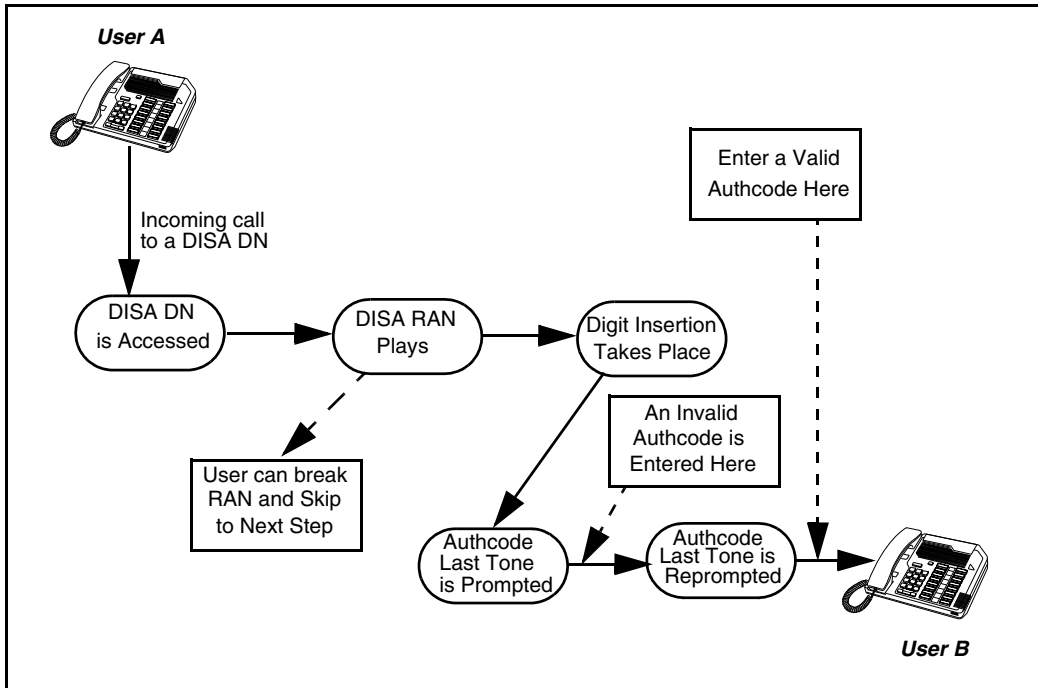 User A
Incoming call
to a DISA DN
DISA DN
is Accessed
DISA RAN
Plays
Digit Insertion
Takes Place
Enter a Valid
Authcode Here
User can break
RAN and Skip
to Next Step
An Invalid
Authcode is
Entered Here
Authcode
Last Tone
is Prompted
Authcode
Last Tone is
Reprompted
User B